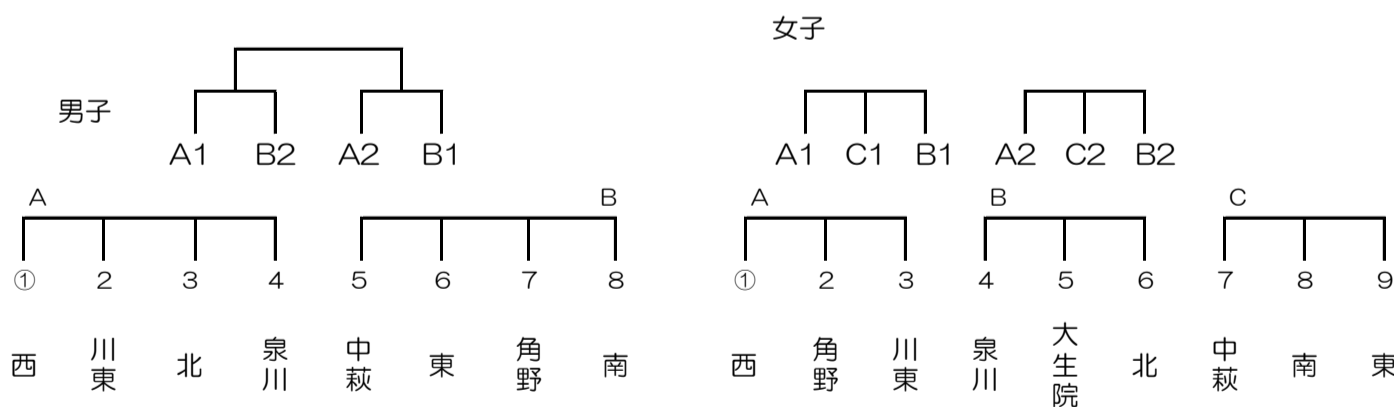 男子
A1 B2 A2 B1
A B
① 2 3 4 5 6 7 8
西 川東 北 泉川 中萩 東 角野 南
女子
A1 C1 B1 A2 C2 B2
A B C
① 2 3 4 5 6 7 8 9
西 角野 川東 泉川 大生院 北 中萩 南 東